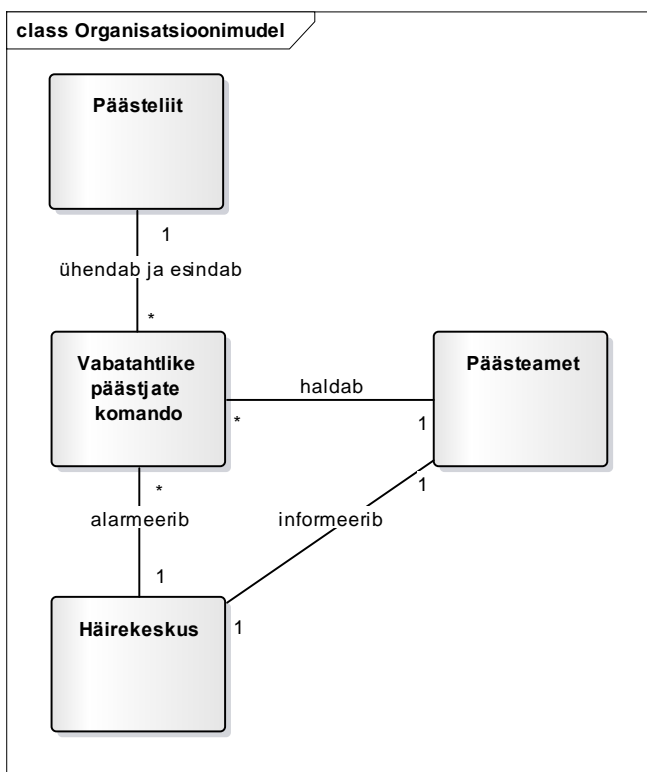 class Organisatsioonimudel
Päästeliit
1
ühendab ja esindab
*
Vabatahtlike
päästjate
komando
haldab
*
1
Päästeamet
*
alarmeerib
1
informeerib
1
1
Häirekeskus